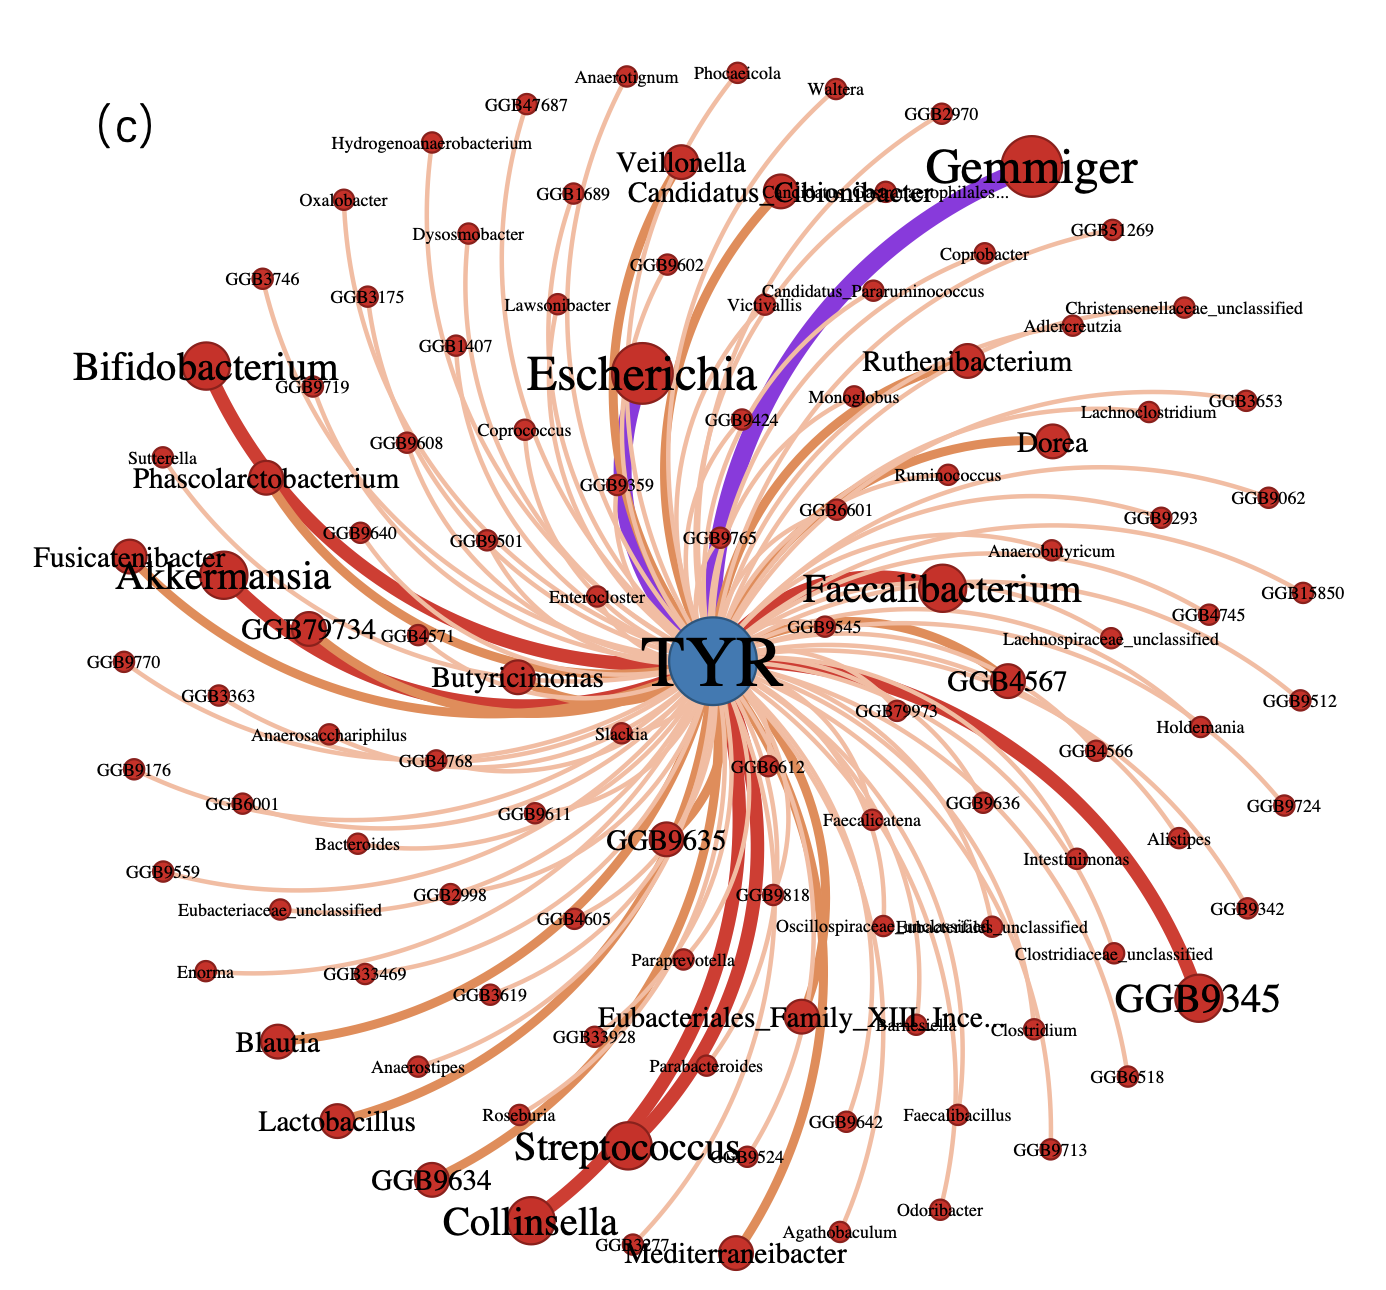 (c)
Anaerotignum
Phocaeicola
Waltera
GGB47687
GGB2970
Hydrogenoanaerobacterium
Veillonella
Gemmiger
Candidatus_Cibionibacter
GGB1689
Oxalobacter
Dysosmobacter
GGB51269
Coprobacter
GGB9602
GGB3746
GGB3175
Lawsonibacter
Victivallis
Candidatus_Pararuminococcus
Christensenellaceae_unclassified
Adlercreutzia
GGB1407
Ruthenibacterium
Bifidobacterium
Escherichia
GGB9719
Monoglobus
GGB3653
Lachnoclostridium
GGB9424
Coprococcus
GGB9608
Dorea
Sutterella
Phascolarctobacterium
Ruminococcus
GGB9359
GGB9062
GGB6601
GGB9293
GGB9640
GGB9501
GGB9765
Anaerobutyricum
Fusicatenibacter
Akkermansia
Enterocloster
Faecalibacterium
GGB15850
GGB4745
GGB79734
GGB4571
GGB9545
Lachnospiraceae_unclassified
GGB9770
Butyricimonas
TYR
GGB4567
GGB3363
GGB79973
GGB9512
Anaerosacchariphilus
Slackia
Holdemania
GGB4768
GGB6612
GGB4566
GGB9176
GGB6001
GGB9611
GGB9636
GGB9724
Faecalicatena
Bacteroides
GGB9635
Alistipes
Intestinimonas
GGB9559
GGB2998
GGB9818
Eubacteriaceae_unclassified
GGB4605
GGB9342
Oscillospiraceae_unclassified
Eubacteriales_unclassified
Enorma
GGB33469
Paraprevotella
Clostridiaceae_unclassified
GGB3619
GGB9345
Eubacteriales_Family_XIII_Ince...
Barnesiella
Clostridium
Blautia
GGB33928
Anaerostipes
Parabacteroides
GGB6518
Lactobacillus
Roseburia
GGB9642
Faecalibacillus
Streptococcus
GGB9524
GGB9713
GGB9634
Collinsella
Odoribacter
Agathobaculum
GGB3277
Mediterraneibacter